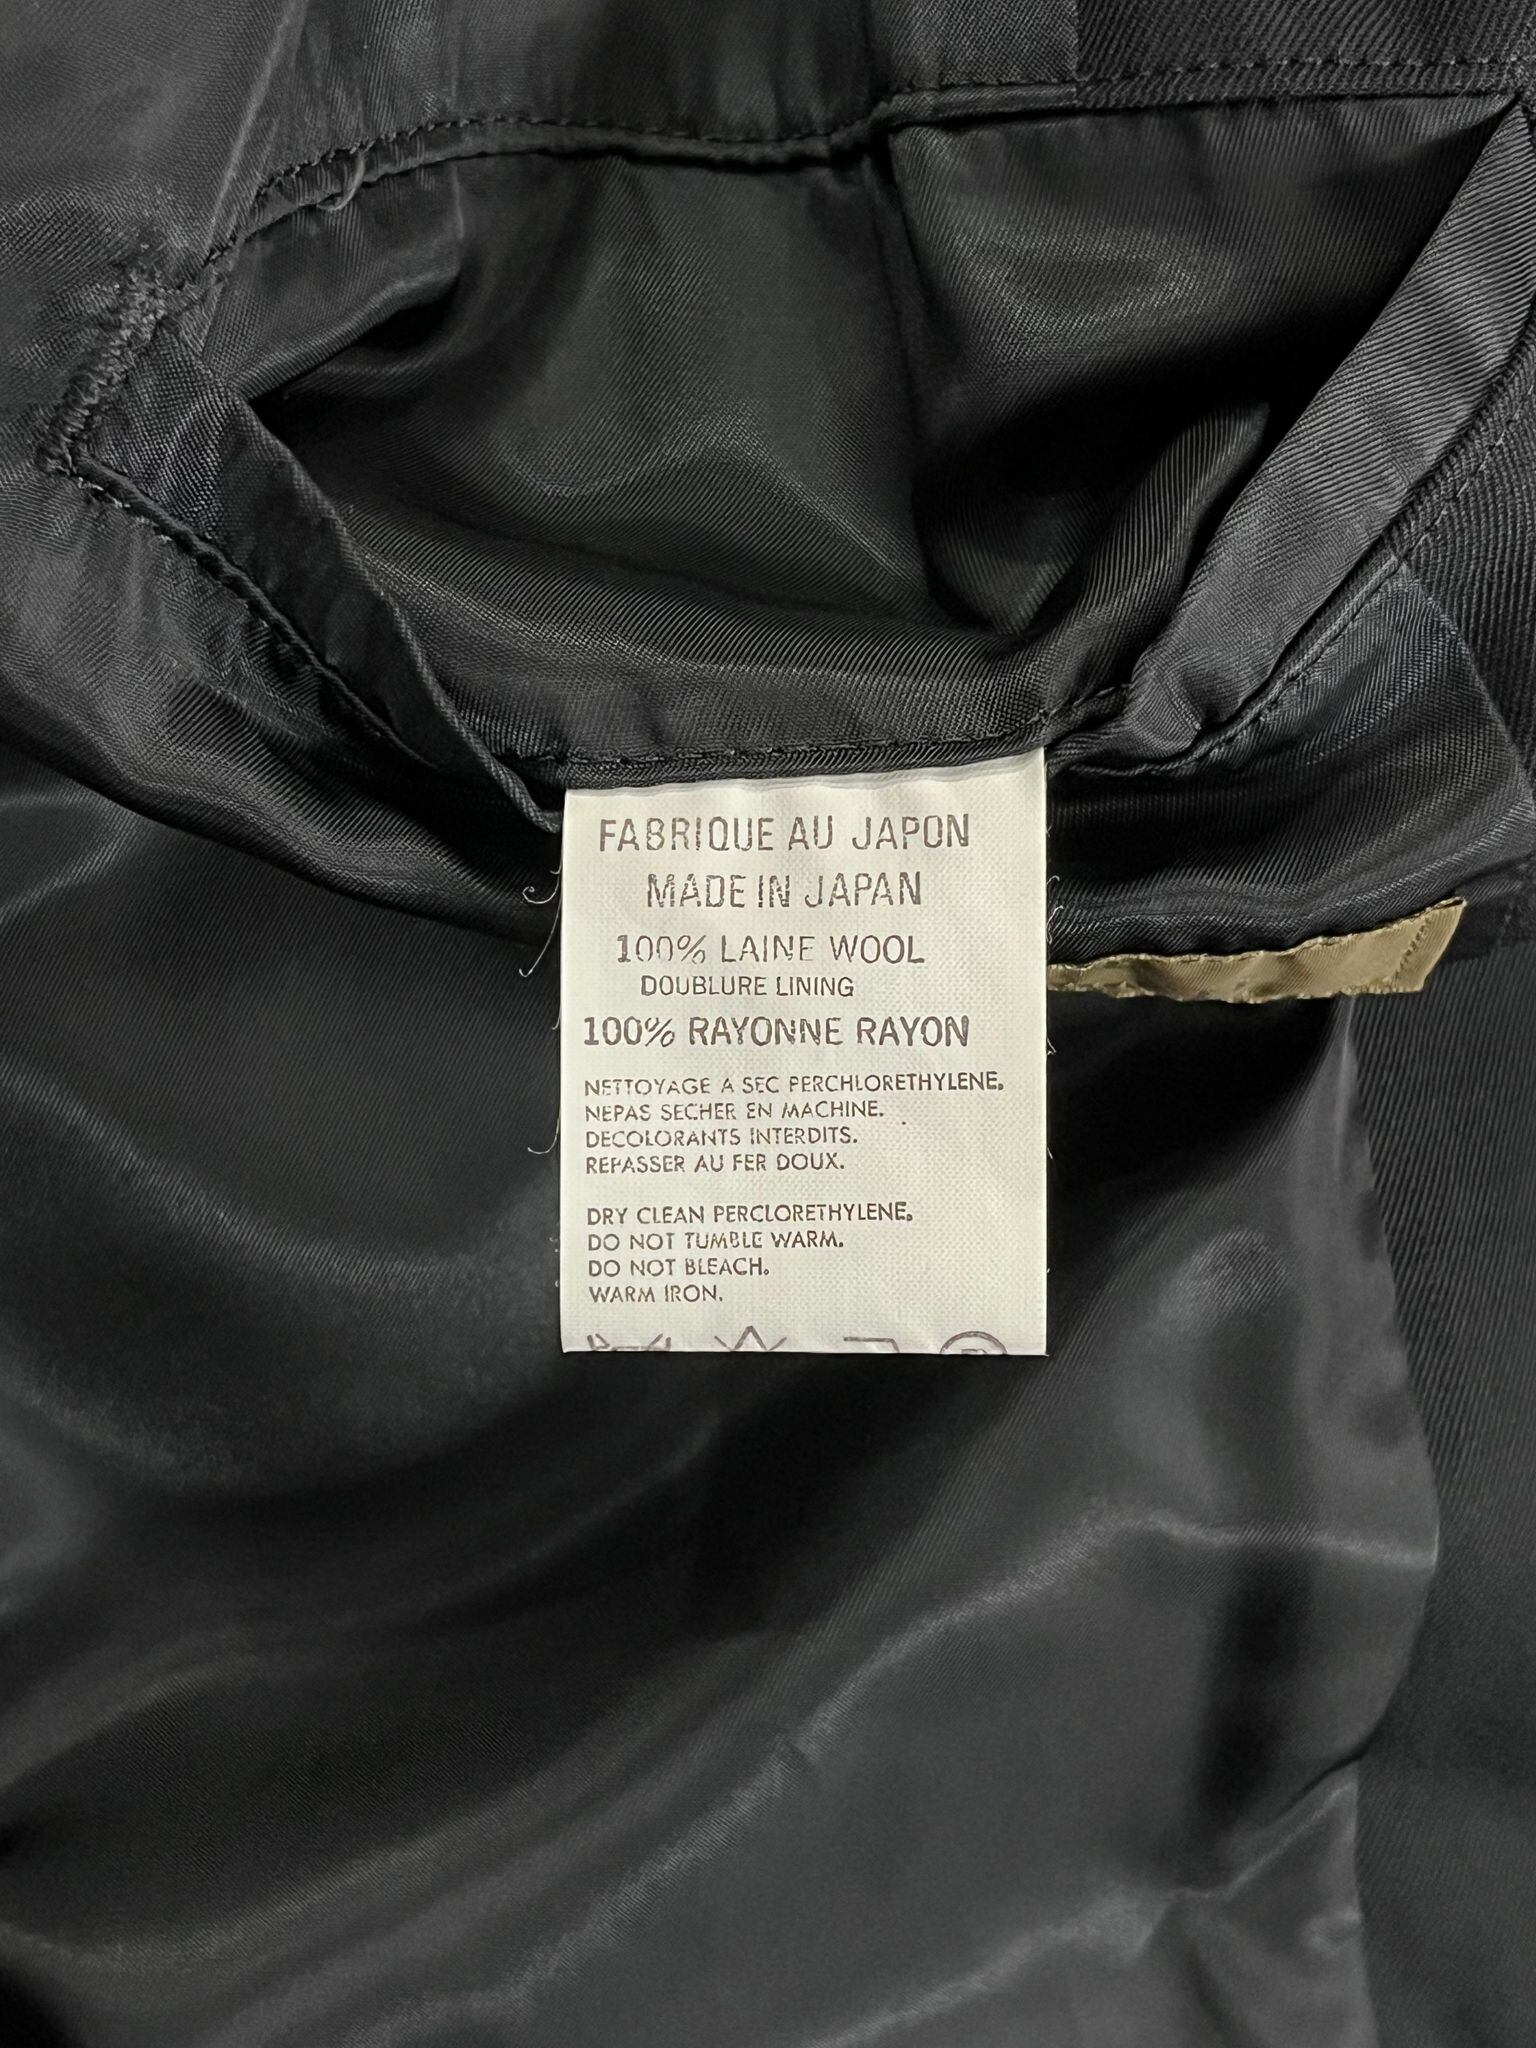 FABRIQUE AU JAPON
MADE IN JAPAN
100% LAINE WOOL
DOUBLURE LINING
100% RAYONNE RAYON
NETTOYAGE A SEC PERCHLORETHYLENE.
NEPAS SECHER EN MACHINE.
DECOLORANTS INTERDITS.
REPASSER AU FER DOUX.
DRY CLEAN PERCLORETHYLENE.
DO NOT TUMBLE WARM.
DO NOT BLEACH.
WARM IRON.